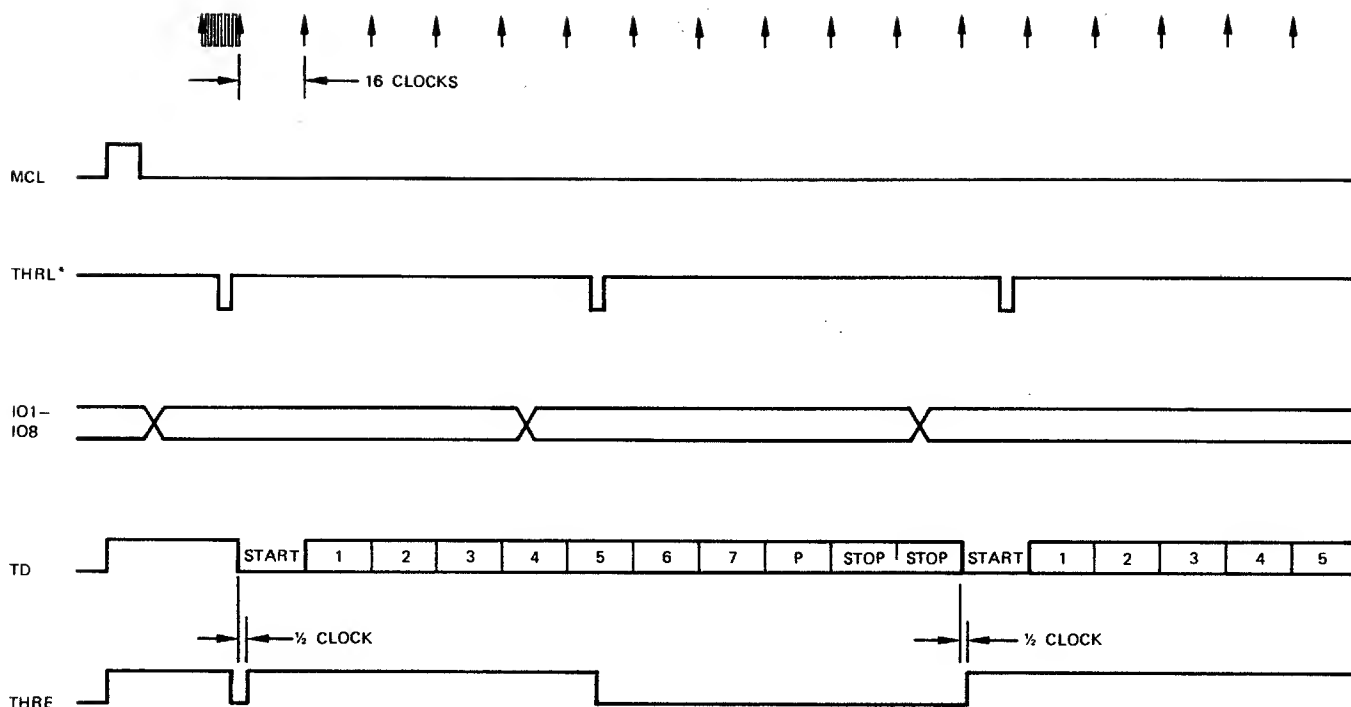 16 CLOCKS
MCL
THRL*
IO1–
IO8
TD
START 1 2 3 4 5 6 7 P STOP STOP START 1 2 3 4 5
½ CLOCK ½ CLOCK
THRE